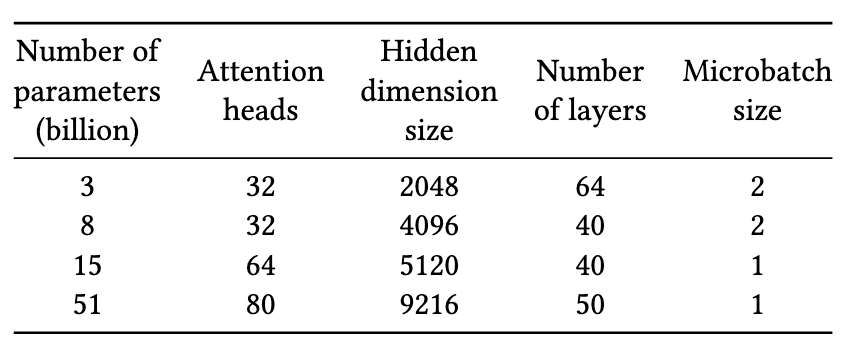 Number of parameters (billion) Attention heads Hidden dimension size Number of layers Microbatch size
3 32 2048 64 2
8 32 4096 40 2
15 64 5120 40 1
51 80 9216 50 1